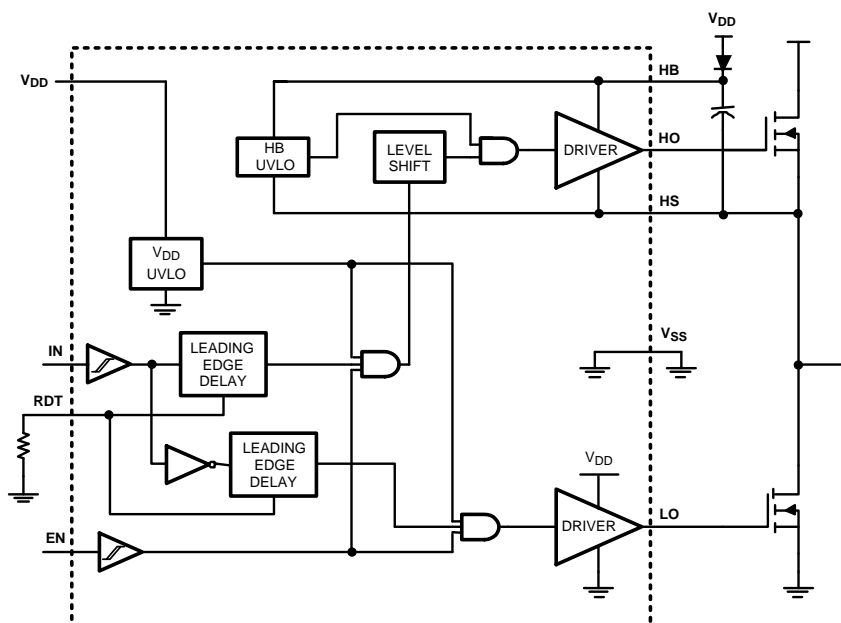 VDD
HB
VDD
HB
UVLO
LEVEL
SHIFT
DRIVER
HO
HS
VDD
UVLO
VSS
IN
LEADING
EDGE
DELAY
RDT
LEADING
EDGE
DELAY
VDD
DRIVER
LO
EN